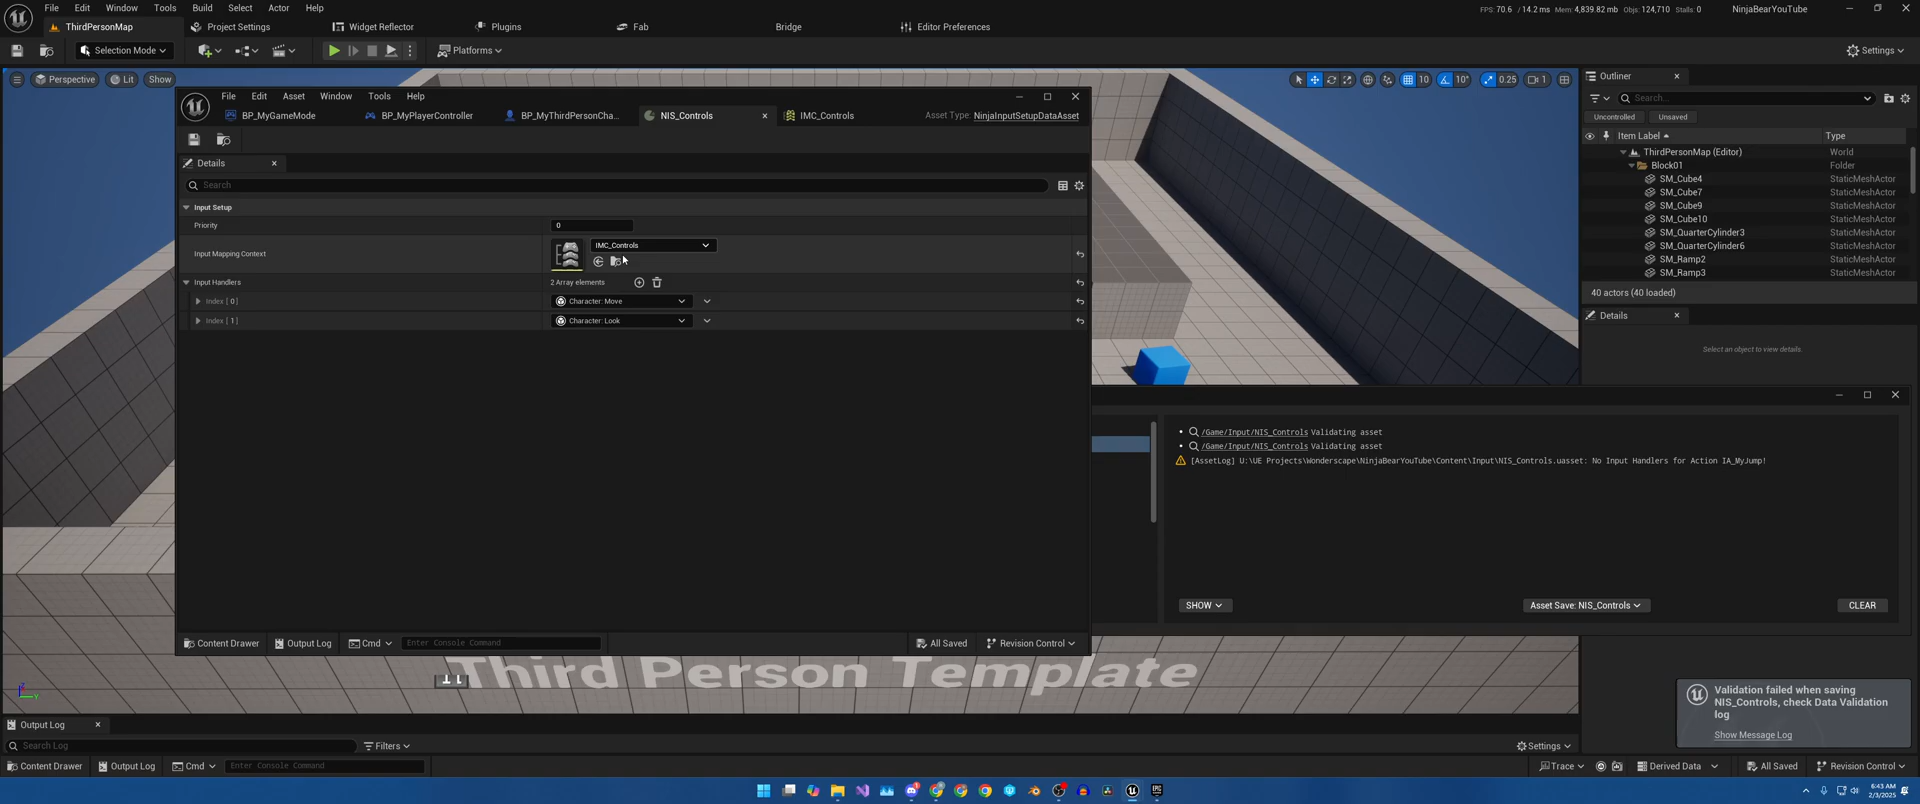 File Edit Window Tools Build Select Actor Help
FPS: 70.6 / 14.2 ms Mem: 4,839.82 mb Objs: 124,710 Stalls: 0
NinjaBearYouTube
ThirdPersonMap Project Settings Widget Reflector Plugins Fab Bridge Editor Preferences
Selection Mode Platforms Settings
Perspective Lit Show
10 10° 0.25 1
File Edit Asset Window Tools Help
BP_MyGameMode BP_MyPlayerController BP_MyThirdPersonCha... NIS_Controls IMC_Controls
Asset Type: NinjaInputSetupDataAsset
Details
Search
Input Setup
Priority 0
Input Mapping Context IMC_Controls
Input Handlers 2 Array elements
Index [ 0 ] Character: Move
Index [ 1 ] Character: Look
Content Drawer Output Log Cmd Enter Console Command All Saved Revision Control
Outliner
Search...
Uncontrolled Unsaved
Item Label Type
ThirdPersonMap (Editor) World
Block01 Folder
SM_Cube4 StaticMeshActor
SM_Cube7 StaticMeshActor
SM_Cube9 StaticMeshActor
SM_Cube10 StaticMeshActor
SM_QuarterCylinder3 StaticMeshActor
SM_QuarterCylinder6 StaticMeshActor
SM_Ramp2 StaticMeshActor
SM_Ramp3 StaticMeshActor
40 actors (40 loaded)
Details
Select an object to view details.
/Game/Input/NIS_Controls Validating asset
/Game/Input/NIS_Controls Validating asset
[AssetLog] U:\UE Projects\Wonderscape\NinjaBearYouTube\Content\Input\NIS_Controls.uasset: No Input Handlers for Action IA_MyJump!
SHOW Asset Save: NIS_Controls CLEAR
Third Person Template
Validation failed when saving
NIS_Controls, check Data Validation
log
Show Message Log
Output Log
Search Log Filters Settings
Content Drawer Output Log Cmd Enter Console Command Trace Derived Data All Saved Revision Control
6:43 AM
2/3/2025